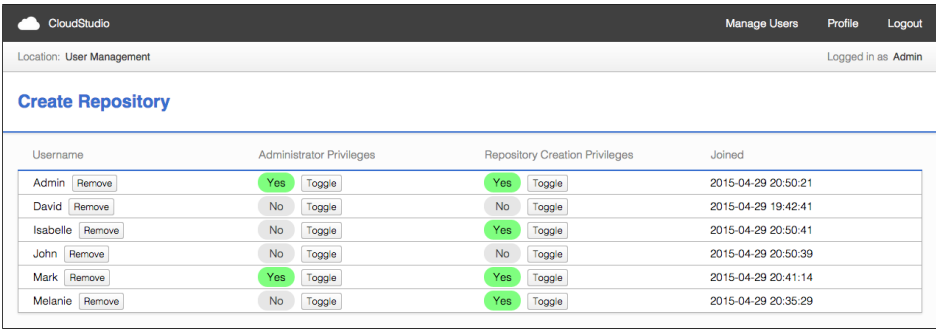 CloudStudio Manage Users Profile Logout
Location: User Management Logged in as Admin
Create Repository
Username Administrator Privileges Repository Creation Privileges Joined
Admin Remove Yes Toggle Yes Toggle 2015-04-29 20:50:21
David Remove No Toggle No Toggle 2015-04-29 19:42:41
Isabelle Remove No Toggle Yes Toggle 2015-04-29 20:50:41
John Remove No Toggle No Toggle 2015-04-29 20:50:39
Mark Remove Yes Toggle Yes Toggle 2015-04-29 20:41:14
Melanie Remove No Toggle Yes Toggle 2015-04-29 20:35:29